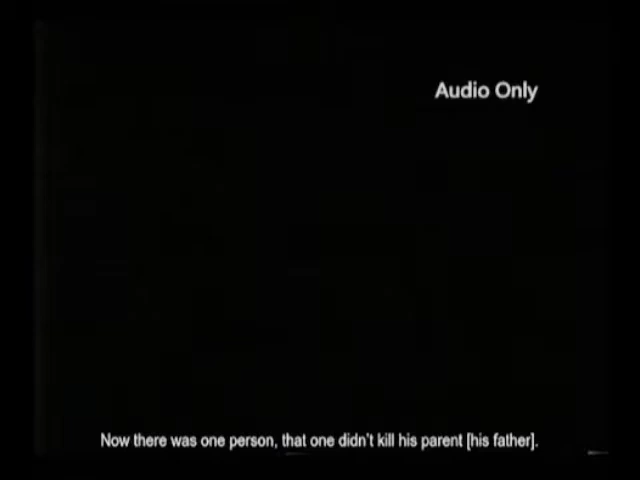 Audio Only
Now there was one person, that one didn't kill his parent [his father].